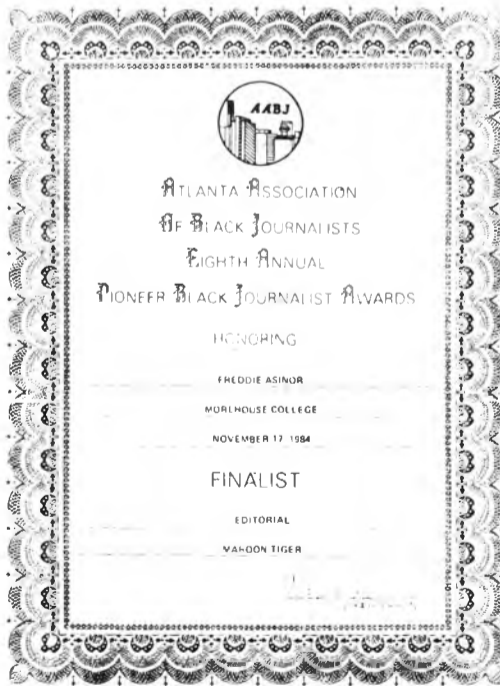 AABJ
ATLANTA ASSOCIATION
OF BLACK JOURNALISTS
EIGHTH ANNUAL
PIONEER BLACK JOURNALIST AWARDS
HONORING
FREDDIE ASINOR
MOREHOUSE COLLEGE
NOVEMBER 17 1984
FINALIST
EDITORIAL
MAROON TIGER